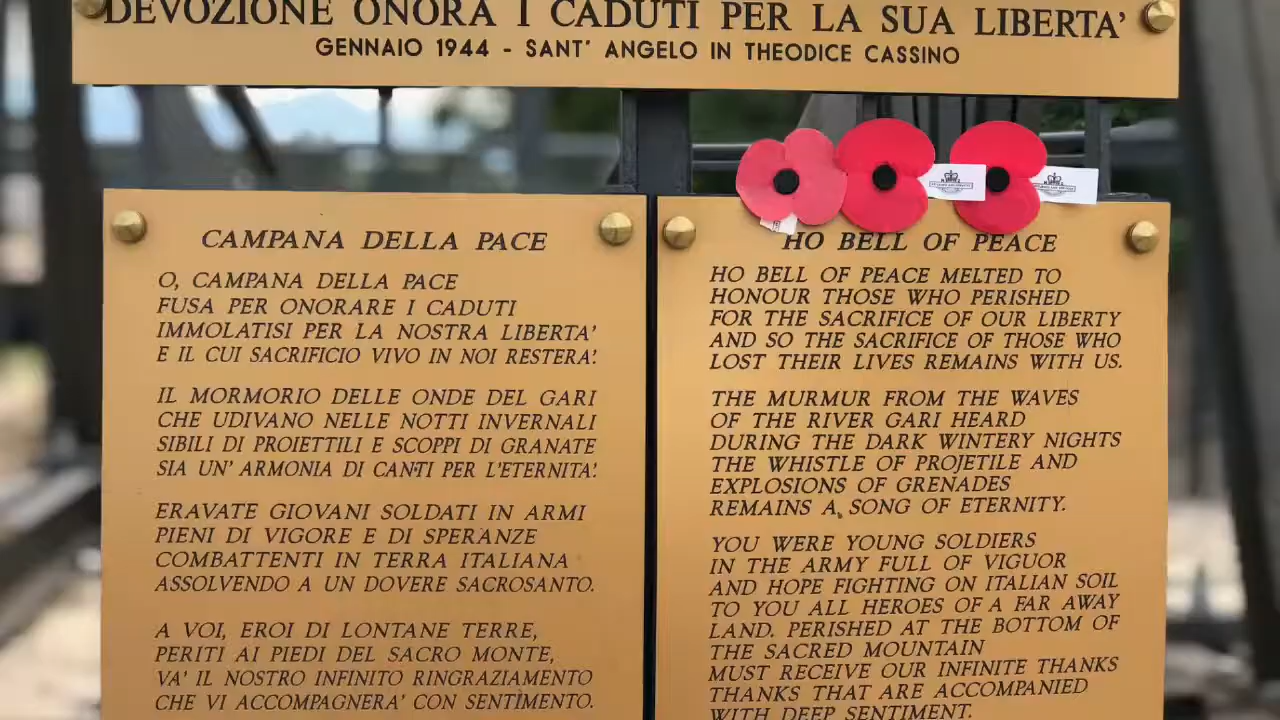 DEVOZIONE ONORA I CADUTI PER LA SUA LIBERTA'
GENNAIO 1944 - SANT' ANGELO IN THEODICE CASSINO
CAMPANA DELLA PACE
O, CAMPANA DELLA PACE
FUSA PER ONORARE I CADUTI
IMMOLATISI PER LA NOSTRA LIBERTA'
E IL CUI SACRIFICIO VIVO IN NOI RESTERA'.
IL MORMORIO DELLE ONDE DEL GARI
CHE UDIVANO NELLE NOTTI INVERNALI
SIBILI DI PROIETTILI E SCOPPI DI GRANATE
SIA UN' ARMONIA DI CANTI PER L'ETERNITA'.
ERAVATE GIOVANI SOLDATI IN ARMI
PIENI DI VIGORE E DI SPERANZE
COMBATTENTI IN TERRA ITALIANA
ASSOLVENDO A UN DOVERE SACROSANTO.
A VOI, EROI DI LONTANE TERRE,
PERITI AI PIEDI DEL SACRO MONTE,
VA' IL NOSTRO INFINITO RINGRAZIAMENTO
CHE VI ACCOMPAGNERA' CON SENTIMENTO.
HO BELL OF PEACE
HO BELL OF PEACE MELTED TO
HONOUR THOSE WHO PERISHED
FOR THE SACRIFICE OF OUR LIBERTY
AND SO THE SACRIFICE OF THOSE WHO
LOST THEIR LIVES REMAINS WITH US.
THE MURMUR FROM THE WAVES
OF THE RIVER GARI HEARD
DURING THE DARK WINTERY NIGHTS
THE WHISTLE OF PROJETILE AND
EXPLOSIONS OF GRENADES
REMAINS A SONG OF ETERNITY.
YOU WERE YOUNG SOLDIERS
IN THE ARMY FULL OF VIGUOR
AND HOPE FIGHTING ON ITALIAN SOIL
TO YOU ALL HEROES OF A FAR AWAY
LAND. PERISHED AT THE BOTTOM OF
THE SACRED MOUNTAIN
MUST RECEIVE OUR INFINITE THANKS
THANKS THAT ARE ACCOMPANIED
WITH DEEP SENTIMENT.